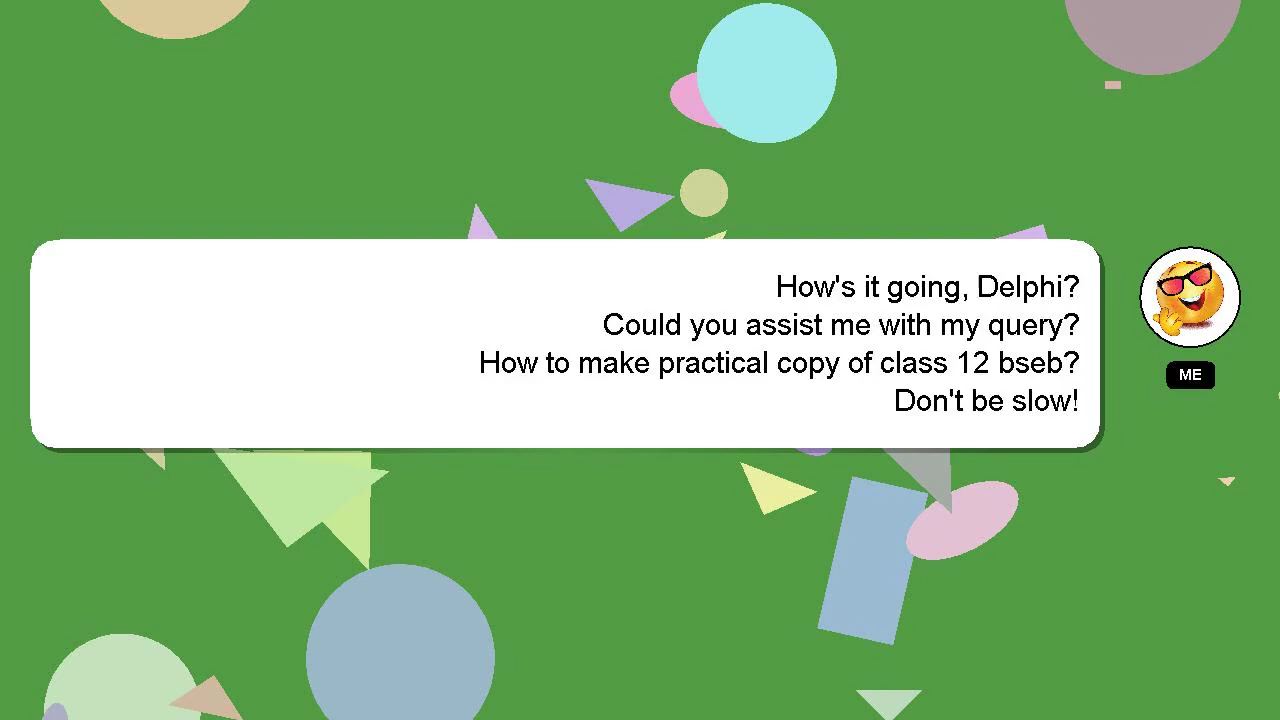 How's it going, Delphi?
Could you assist me with my query?
How to make practical copy of class 12 bseb?
Don't be slow!
ME